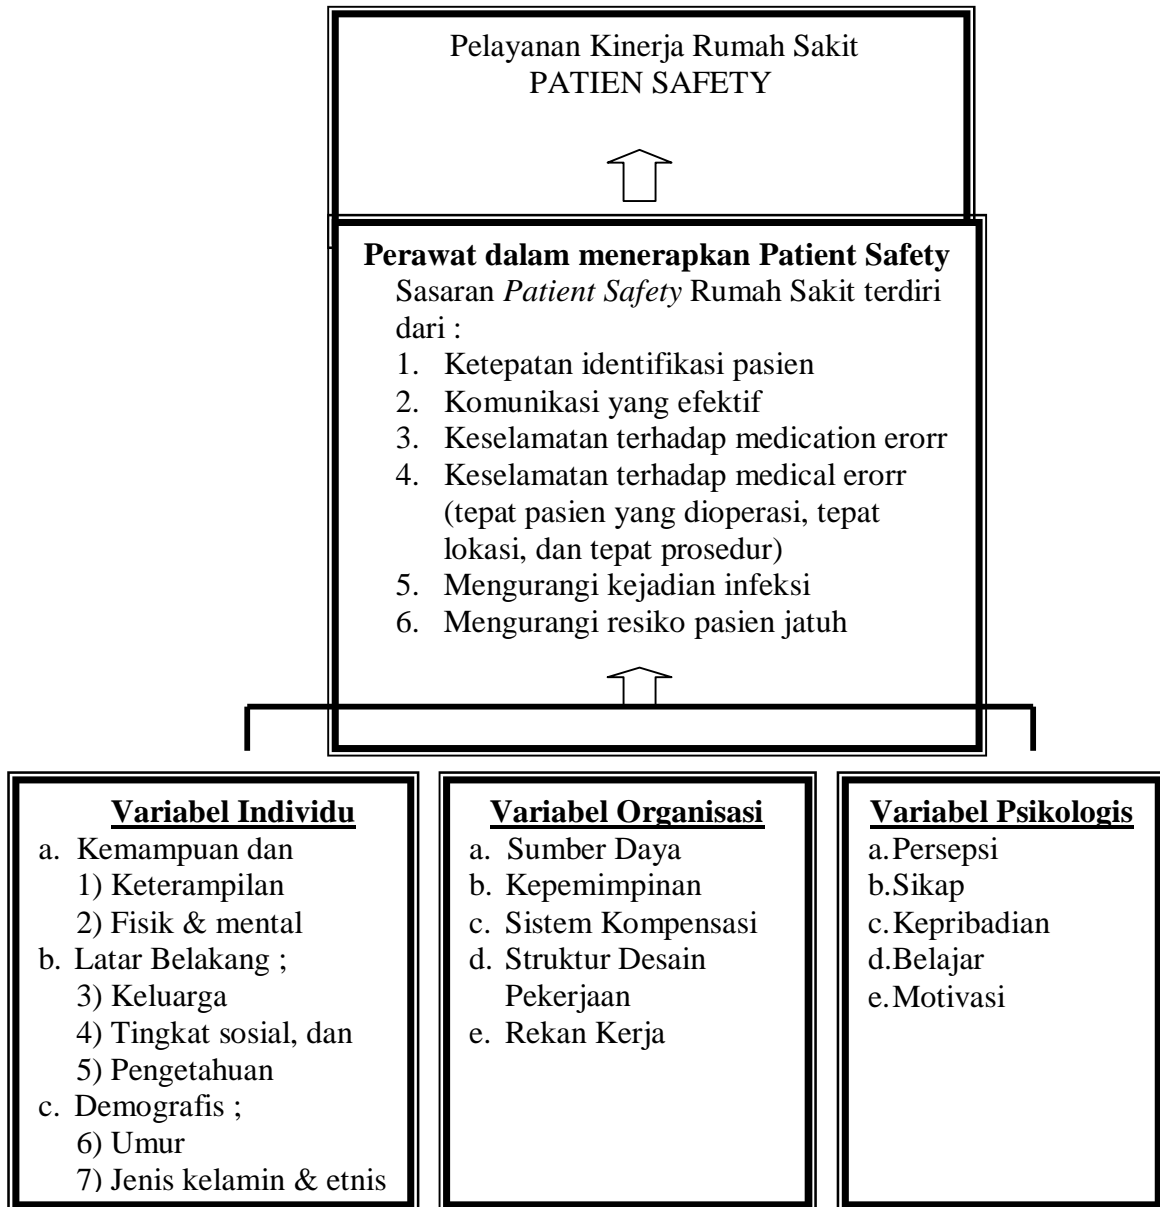 Pelayanan Kinerja Rumah Sakit
PATIEN SAFETY
Perawat dalam menerapkan Patient Safety
Sasaran Patient Safety Rumah Sakit terdiri
dari :
1. Ketepatan identifikasi pasien
2. Komunikasi yang efektif
3. Keselamatan terhadap medication erorr
4. Keselamatan terhadap medical erorr
(tepat pasien yang dioperasi, tepat
lokasi, dan tepat prosedur)
5. Mengurangi kejadian infeksi
6. Mengurangi resiko pasien jatuh
Variabel Individu
a. Kemampuan dan
1) Keterampilan
2) Fisik & mental
b. Latar Belakang ;
3) Keluarga
4) Tingkat sosial, dan
5) Pengetahuan
c. Demografis ;
6) Umur
7) Jenis kelamin & etnis
Variabel Organisasi
a. Sumber Daya
b. Kepemimpinan
c. Sistem Kompensasi
d. Struktur Desain
Pekerjaan
e. Rekan Kerja
Variabel Psikologis
a. Persepsi
b. Sikap
c. Kepribadian
d. Belajar
e. Motivasi